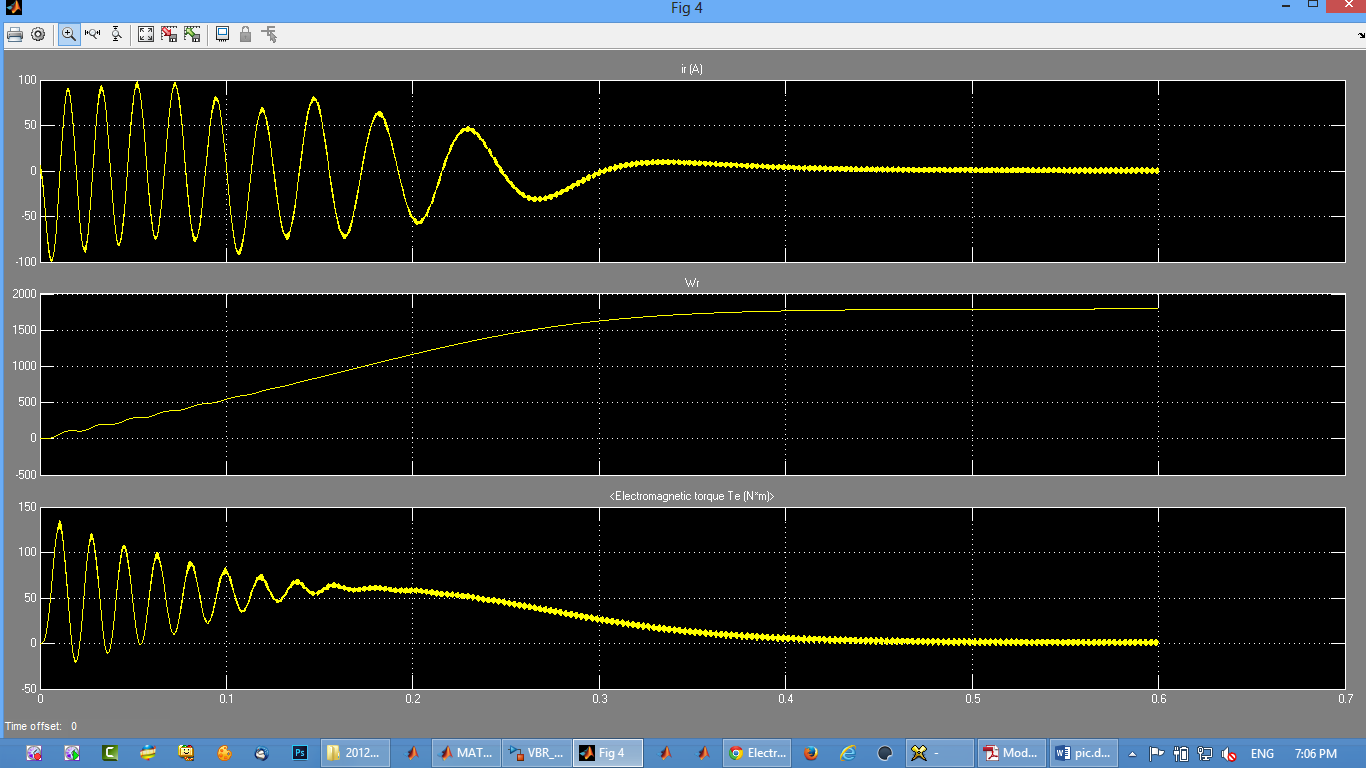 Fig 4
ir (A)
100
50
0
-50
-100
Wr
2000
1500
1000
500
0
-500
<Electromagnetic torque Te (N*m)>
150
100
50
0
-50
0 0.1 0.2 0.3 0.4 0.5 0.6 0.7
Time offset: 0
Ps 2012... MAT... VBR_... Fig 4 Electr... - Mod... pic.d... ENG 7:06 PM